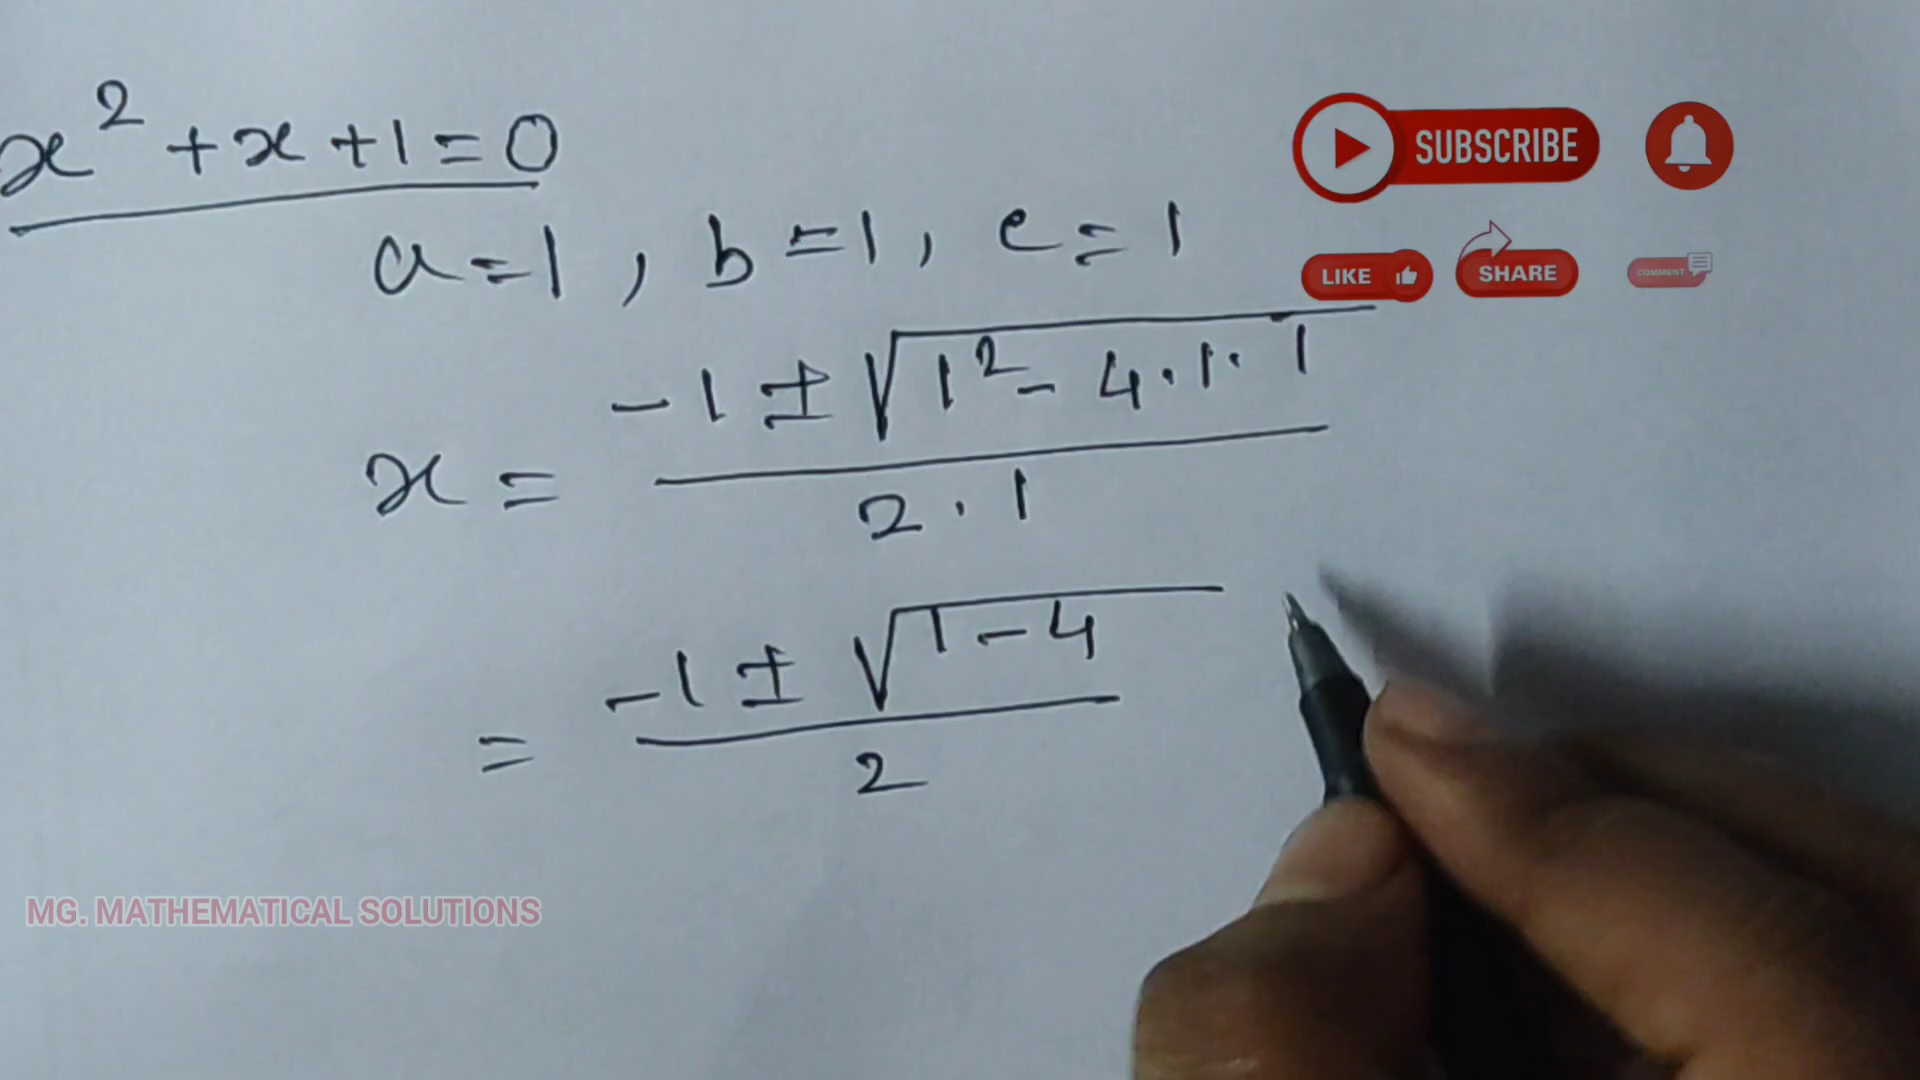 x² + x + 1 = 0
SUBSCRIBE
a = 1 , b = 1 , c = 1
LIKE SHARE COMMENT
x = (-1 ± √(1² - 4 · 1 · 1)) / (2 · 1)
= (-1 ± √(1 - 4)) / 2
MG. MATHEMATICAL SOLUTIONS